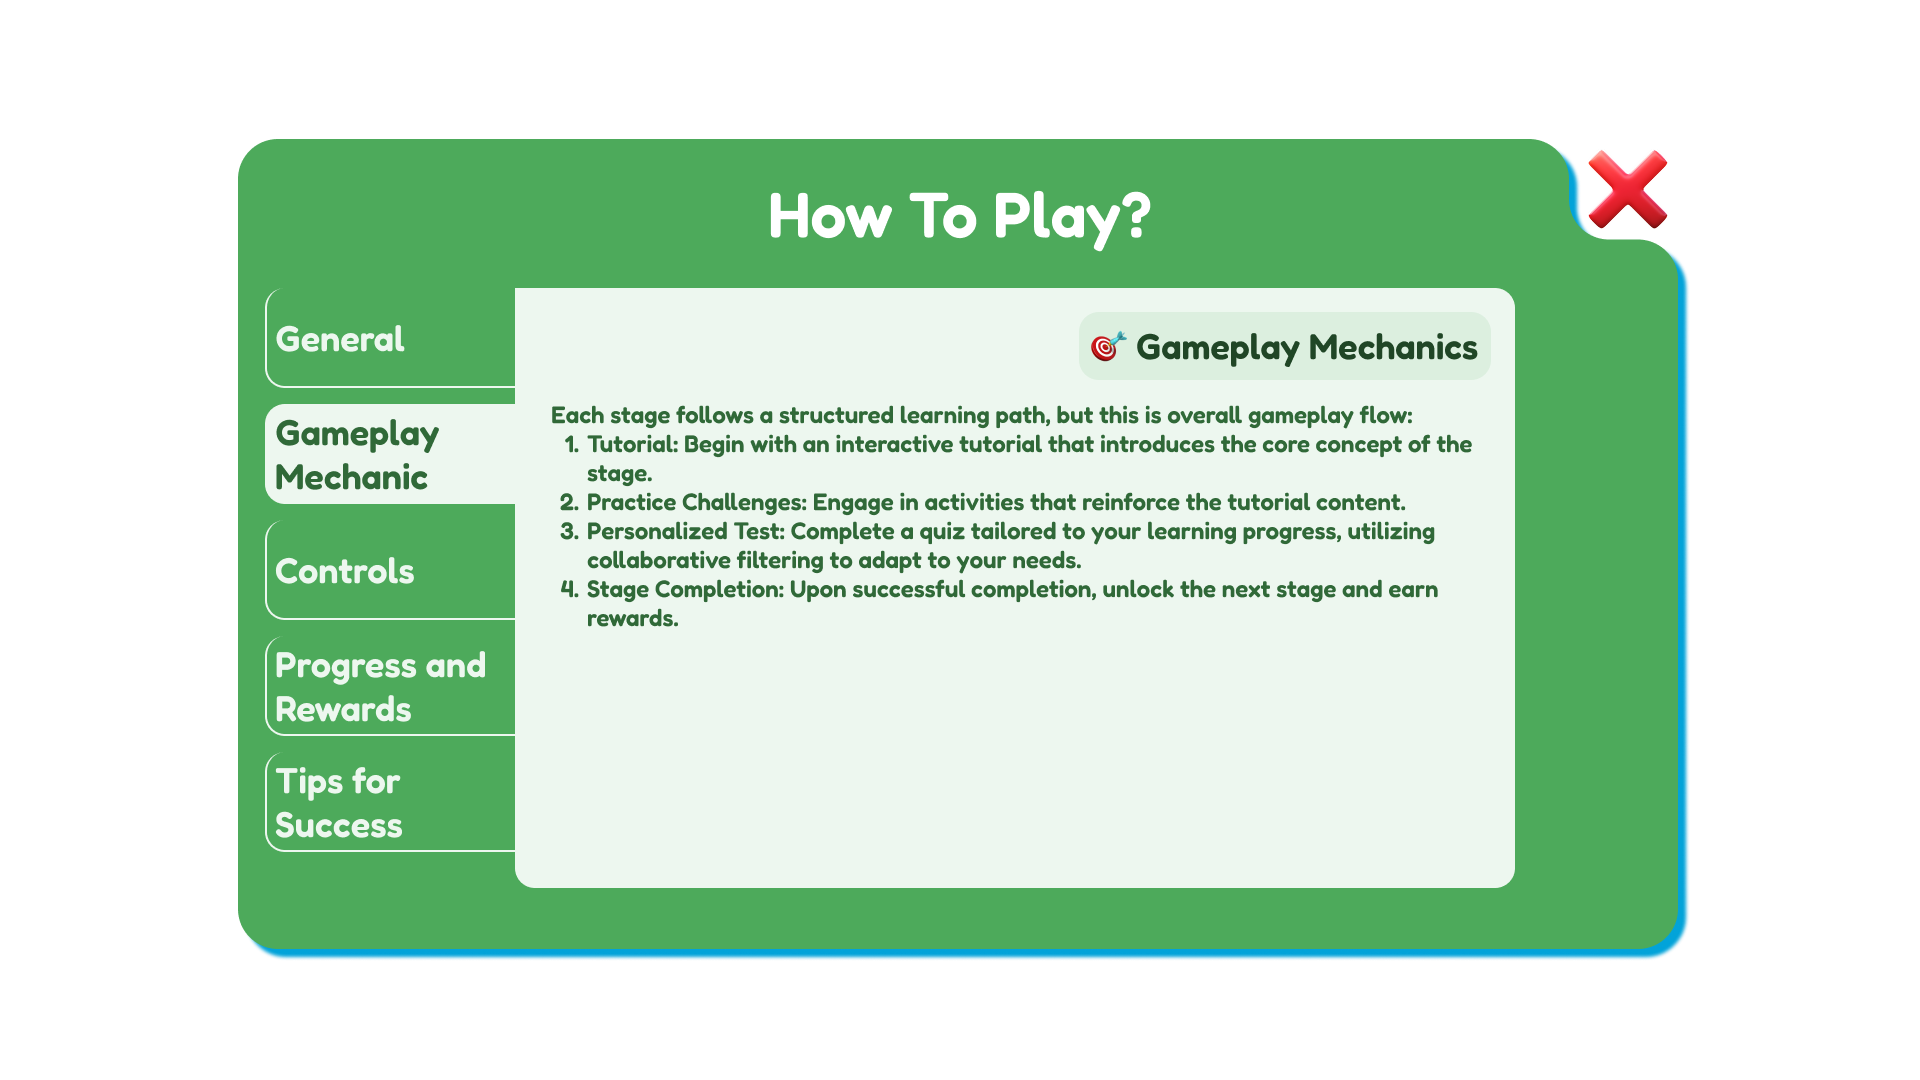 How To Play?
General
Gameplay
Mechanic
Controls
Progress and
Rewards
Tips for
Success
🎯 Gameplay Mechanics
Each stage follows a structured learning path, but this is overall gameplay flow:
1. Tutorial: Begin with an interactive tutorial that introduces the core concept of the
stage.
2. Practice Challenges: Engage in activities that reinforce the tutorial content.
3. Personalized Test: Complete a quiz tailored to your learning progress, utilizing
collaborative filtering to adapt to your needs.
4. Stage Completion: Upon successful completion, unlock the next stage and earn
rewards.